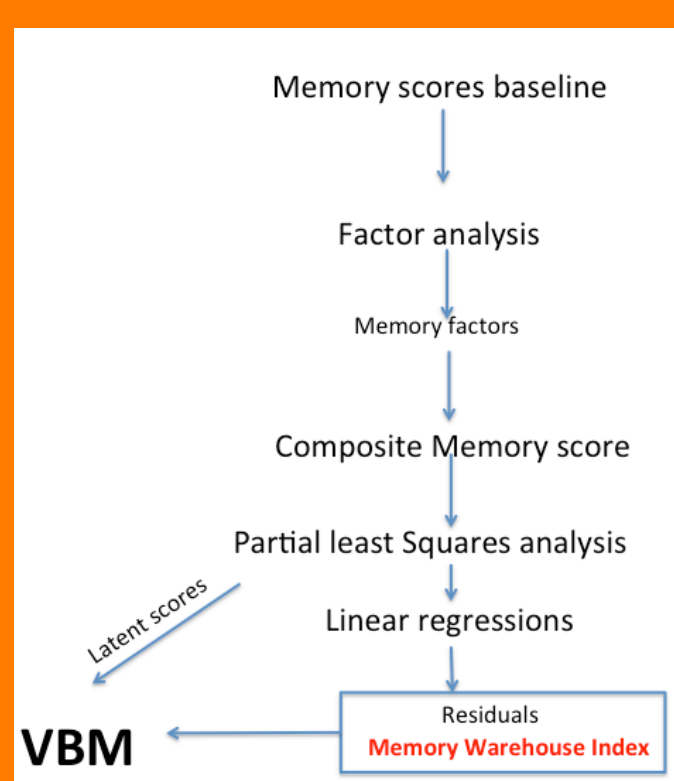 Memory scores baseline
Factor analysis
Memory factors
Composite Memory score
Partial least Squares analysis
Latent scores
Linear regressions
Residuals
Memory Warehouse Index
VBM